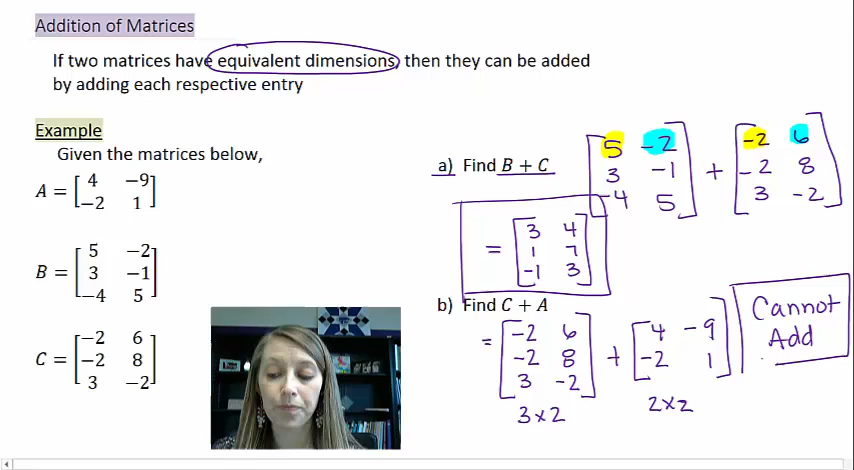 Addition of Matrices
If two matrices have equivalent dimensions, then they can be added
by adding each respective entry
Example
Given the matrices below,
A = [4 −9
−2 1]
B = [5 −2
3 −1
−4 5]
C = [−2 6
−2 8
3 −2]
a) Find B + C
[5 -2
3 -1
-4 5] + [-2 6
-2 8
3 -2]
= [3 4
1 7
-1 3]
b) Find C + A
= [-2 6
-2 8
3 -2] + [4 -9
-2 1]
3 x 2
2 x 2
Cannot
Add